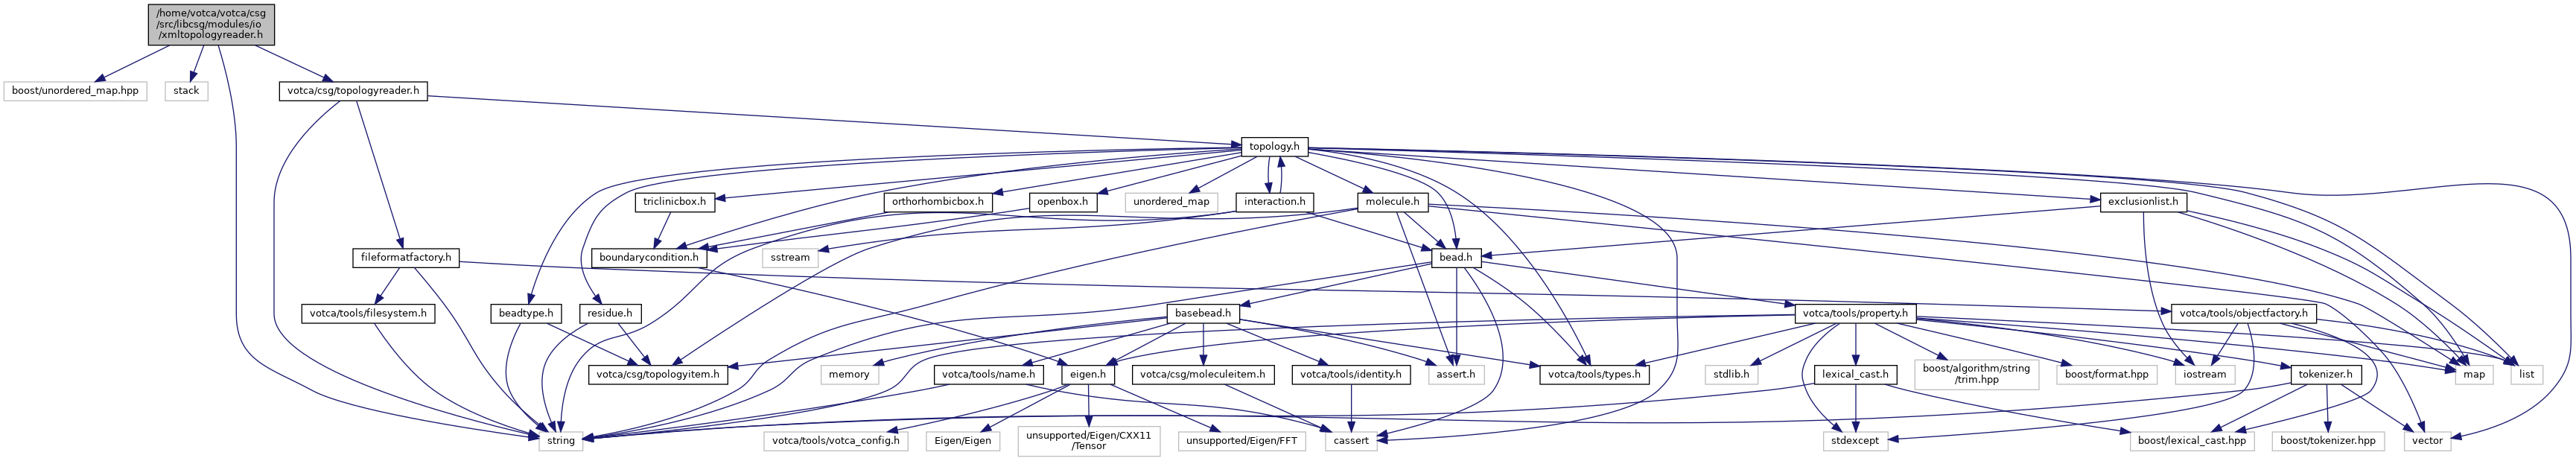 /home/votca/votca/csg
/src/libcsg/modules/io
/xmltopologyreader.h
boost/unordered_map.hpp
stack
votca/csg/topologyreader.h
topology.h
triclinicbox.h
orthorhombicbox.h
openbox.h
unordered_map
interaction.h
molecule.h
exclusionlist.h
fileformatfactory.h
boundarycondition.h
sstream
bead.h
votca/tools/filesystem.h
beadtype.h
residue.h
basebead.h
votca/tools/property.h
votca/tools/objectfactory.h
votca/csg/topologyitem.h
memory
votca/tools/name.h
eigen.h
votca/csg/moleculeitem.h
votca/tools/identity.h
assert.h
votca/tools/types.h
stdlib.h
lexical_cast.h
boost/algorithm/string
/trim.hpp
boost/format.hpp
iostream
tokenizer.h
map
list
string
votca/tools/votca_config.h
Eigen/Eigen
unsupported/Eigen/CXX11
/Tensor
unsupported/Eigen/FFT
cassert
stdexcept
boost/lexical_cast.hpp
boost/tokenizer.hpp
vector